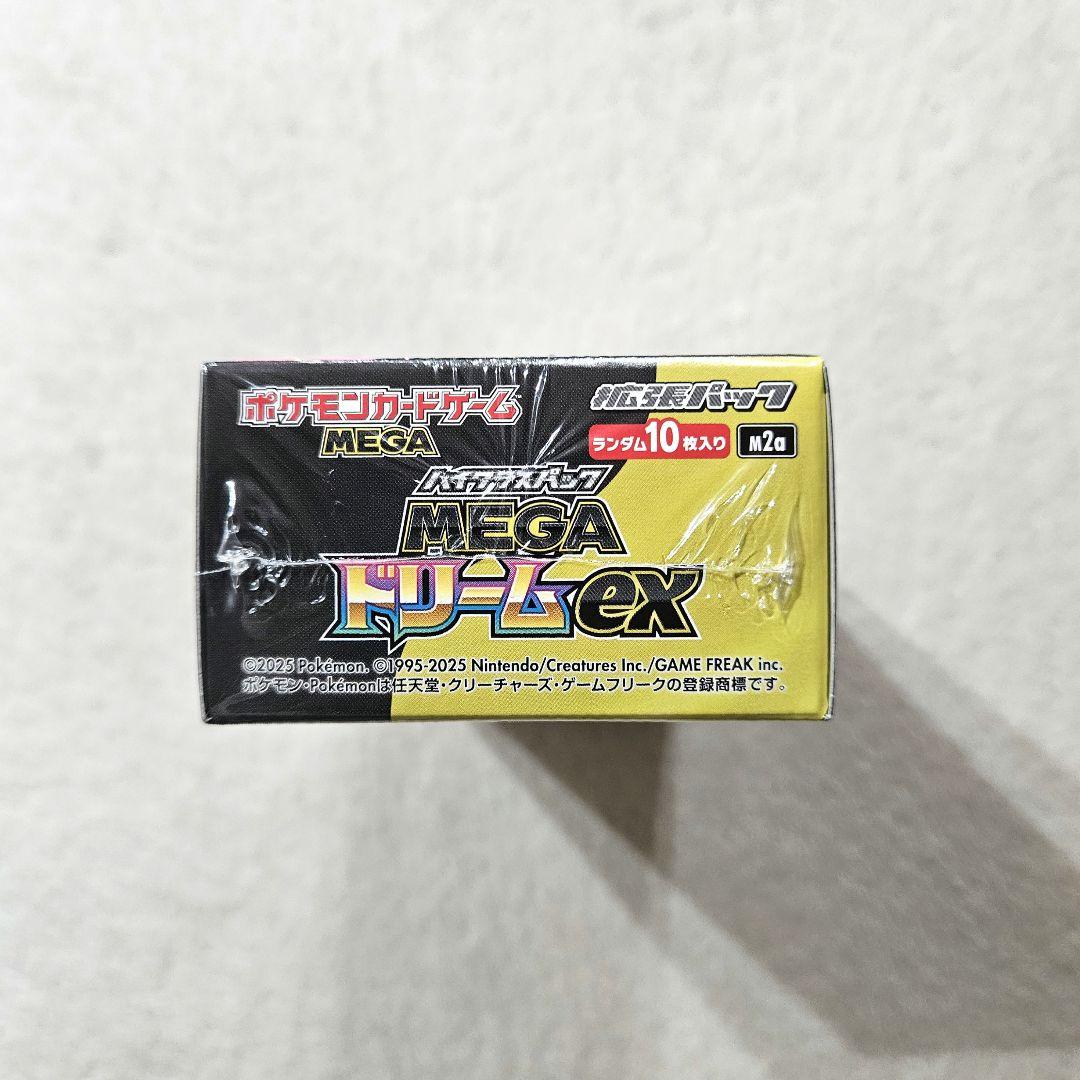 ポケモンカードゲーム
MEGA
拡張パック
ランダム10枚入り M2a
ハイクラスパック
MEGA
ドリームex
©2025 Pokémon. ©1995-2025 Nintendo/Creatures Inc./GAME FREAK inc.
ポケモン・Pokémonは任天堂・クリーチャーズ・ゲームフリークの登録商標です。